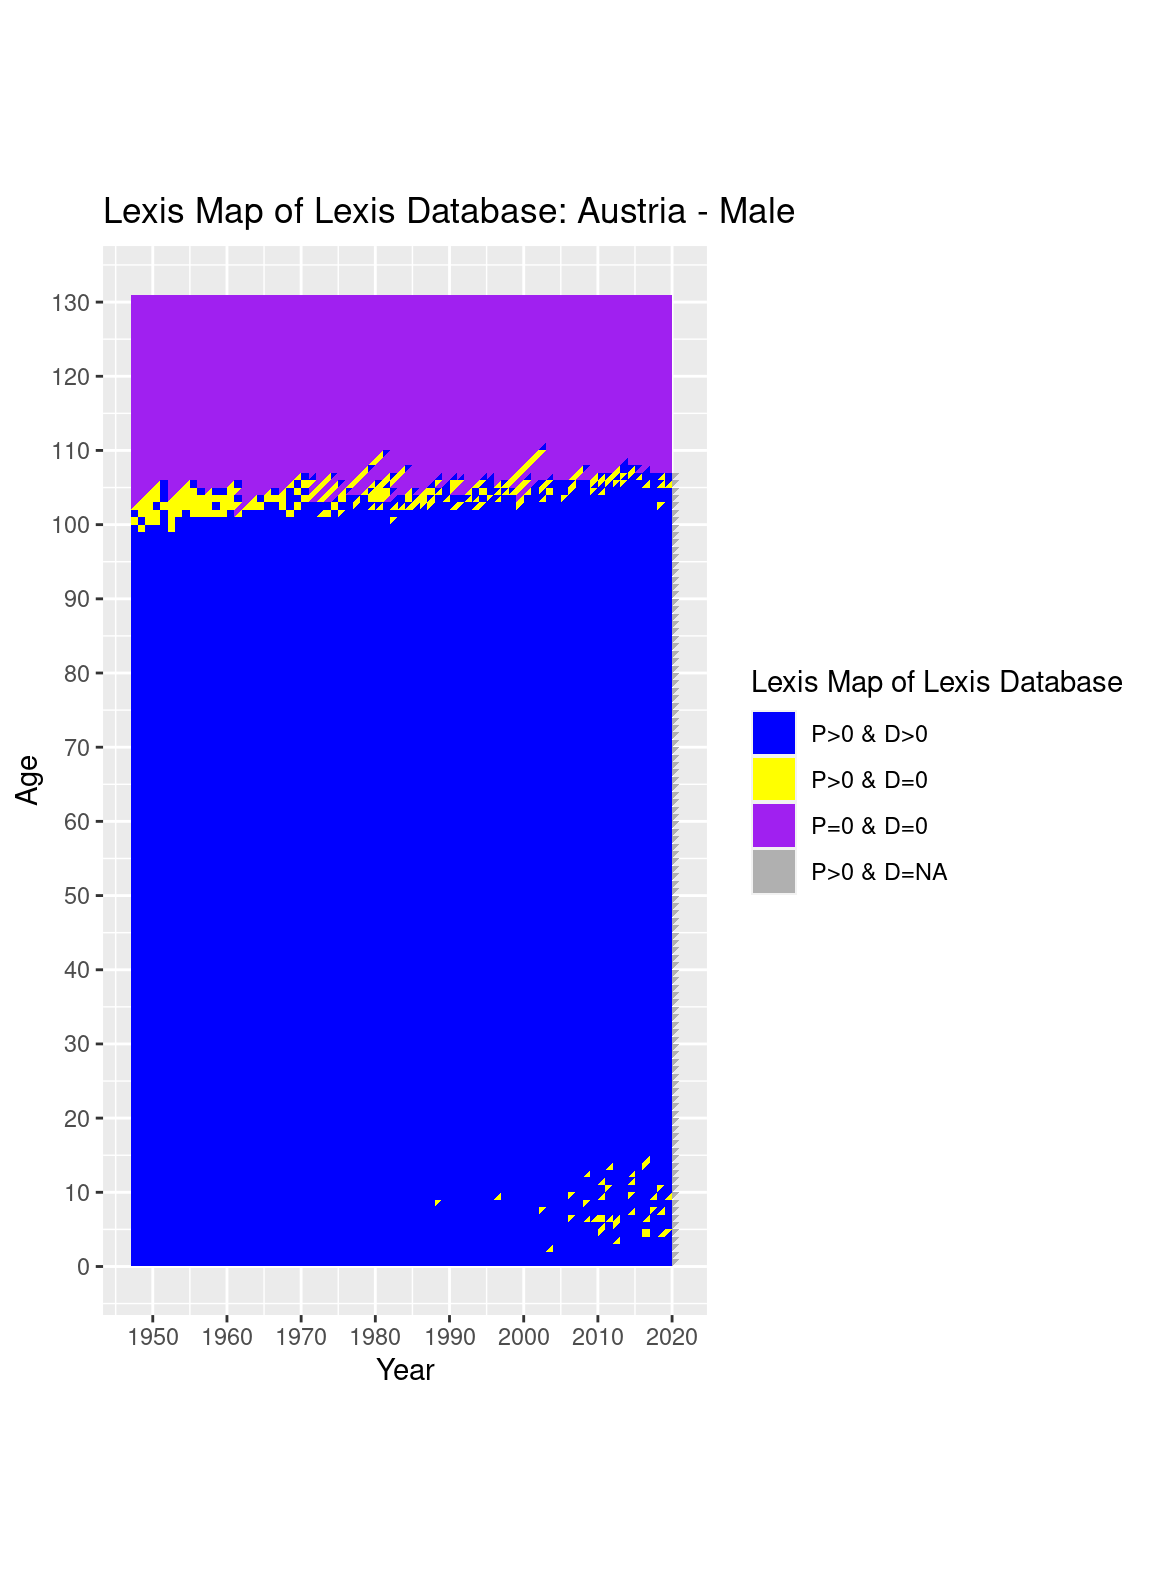 Lexis Map of Lexis Database: Austria - Male
130
120
110
100
90
80
70
60
50
40
30
20
10
0
Age
1950 1960 1970 1980 1990 2000 2010 2020
Year
Lexis Map of Lexis Database
P>0 & D>0
P>0 & D=0
P=0 & D=0
P>0 & D=NA